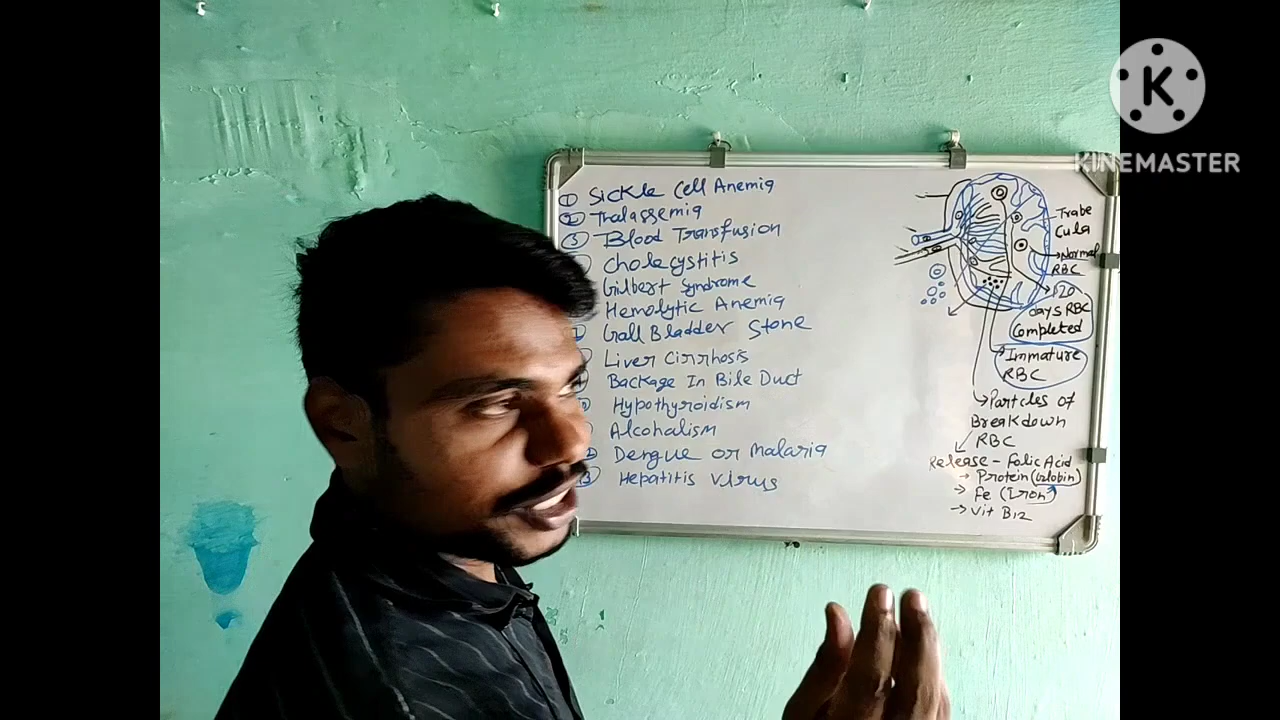 K
KINEMASTER
① Sickle Cell Anemia
② Thalassemia
③ Blood Transfusion
Cholecystitis
Gilbert Syndrome
Hemolytic Anemia
Gall Bladder Stone
Liver Cirrhosis
Backage In Bile Duct
Hypothyroidism
Alcohalism
Dengue or Malaria
13 Hepatitis Virus
Trabe
Cula
Normal
RBC
120
days RBC
Completed
Immature
RBC
Particles of
Breakdown
RBC
Release - Folic Acid
→ Protein (Globin)
→ Fe (Iron)
→ Vit B12